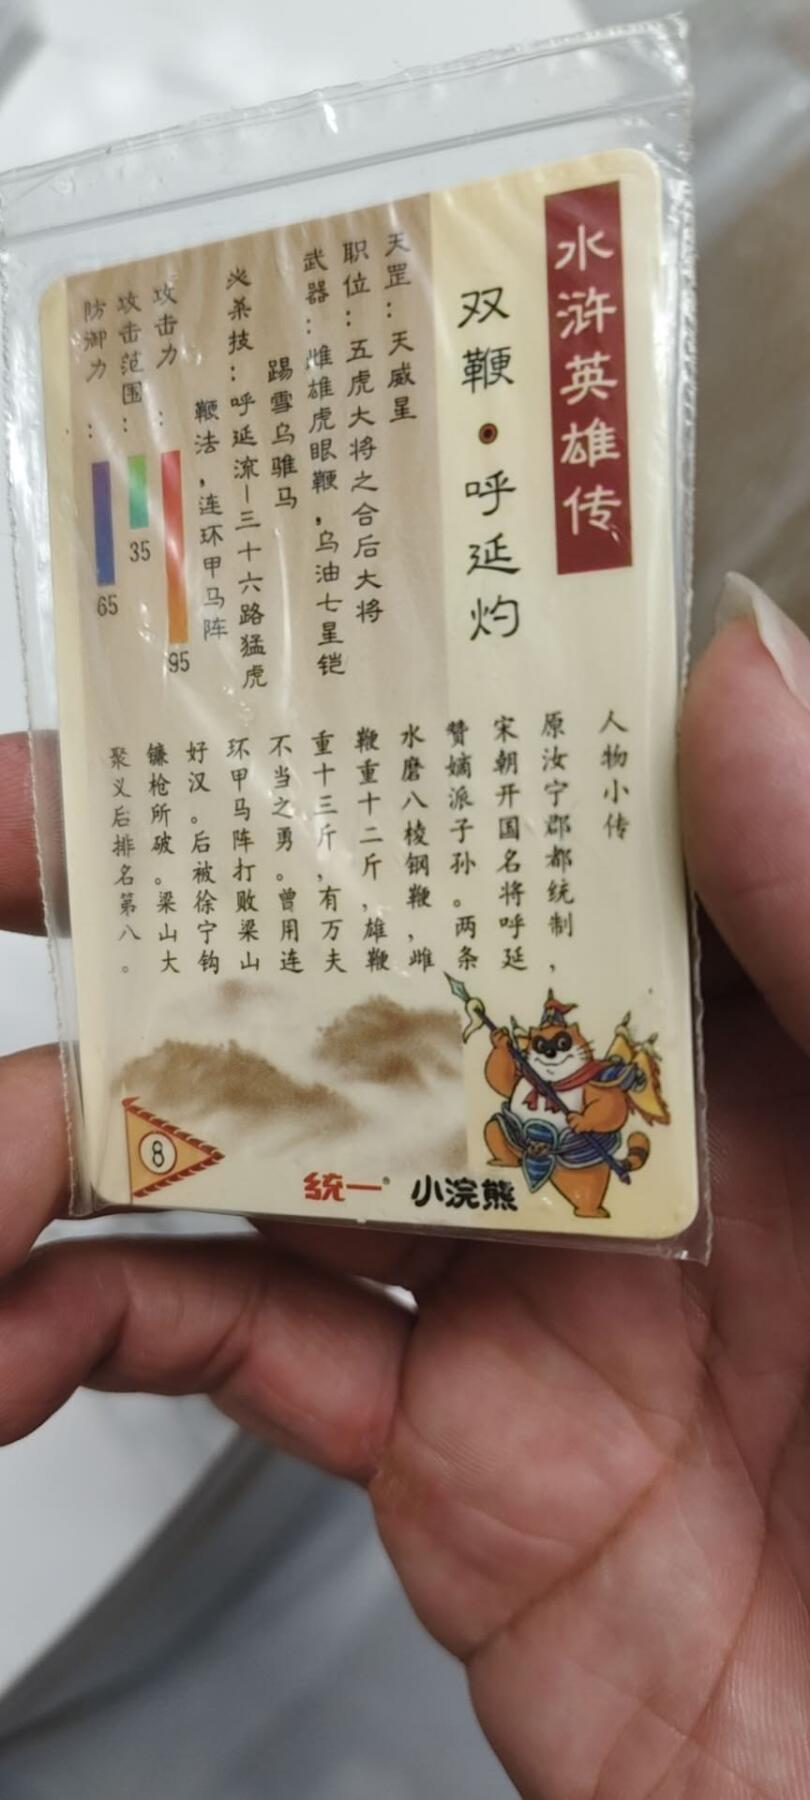 水浒英雄传
双鞭·呼延灼
天罡：天威星
职位：五虎大将之合后大将
武器：雌雄虎眼鞭，乌油七星铠
踢雪乌骓马
必杀技：呼延流—三十六路猛虎
鞭法，连环甲马阵
攻击力：95
攻击范围：35
防御力：65
人物小传
原汝宁郡都统制，
宋朝开国名将呼延
赞嫡派子孙。两条
水磨八棱钢鞭，雌
鞭重十二斤，雄鞭
重十三斤，有万夫
不当之勇。曾用连
环甲马阵打败梁山
好汉。后被徐宁钩
镰枪所破。梁山大
聚义后排名第八。
8
统一® 小浣熊